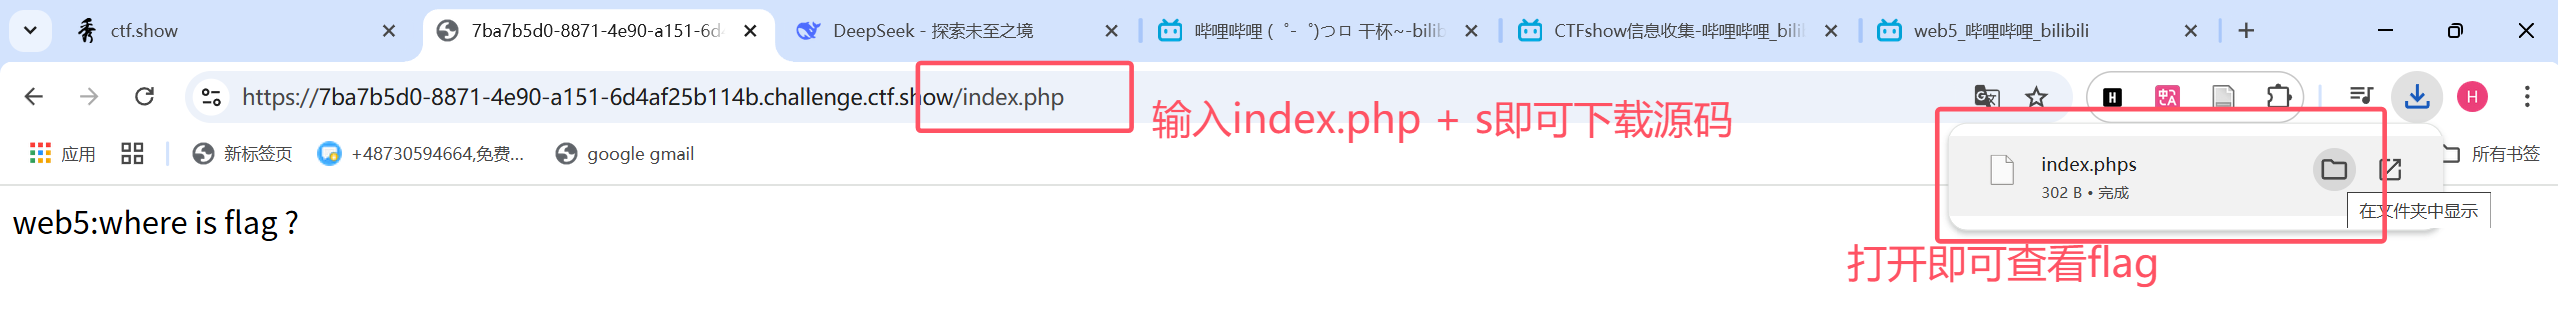 ctf.show
7ba7b5d0-8871-4e90-a151-6d
DeepSeek - 探索未至之境
哔哩哔哩 (゜-゜)つロ 干杯~-bilib
CTFshow信息收集-哔哩哔哩_bili
web5_哔哩哔哩_bilibili
https://7ba7b5d0-8871-4e90-a151-6d4af25b114b.challenge.ctf.show/index.php
输入index.php + s即可下载源码
H
应用
新标签页
+48730594664,免费...
google gmail
index.phps
302 B • 完成
所有书签
在文件夹中显示
web5:where is flag ?
打开即可查看flag